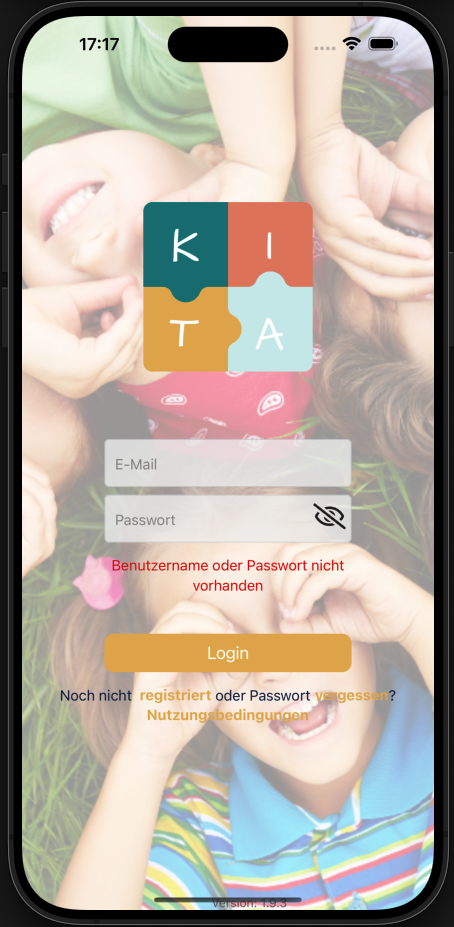 17:17
K I
T A
E-Mail
Passwort
Benutzername oder Passwort nicht
vorhanden
Login
Noch nicht registriert oder Passwort vergessen?
Nutzungsbedingungen
Version: 1.9.3